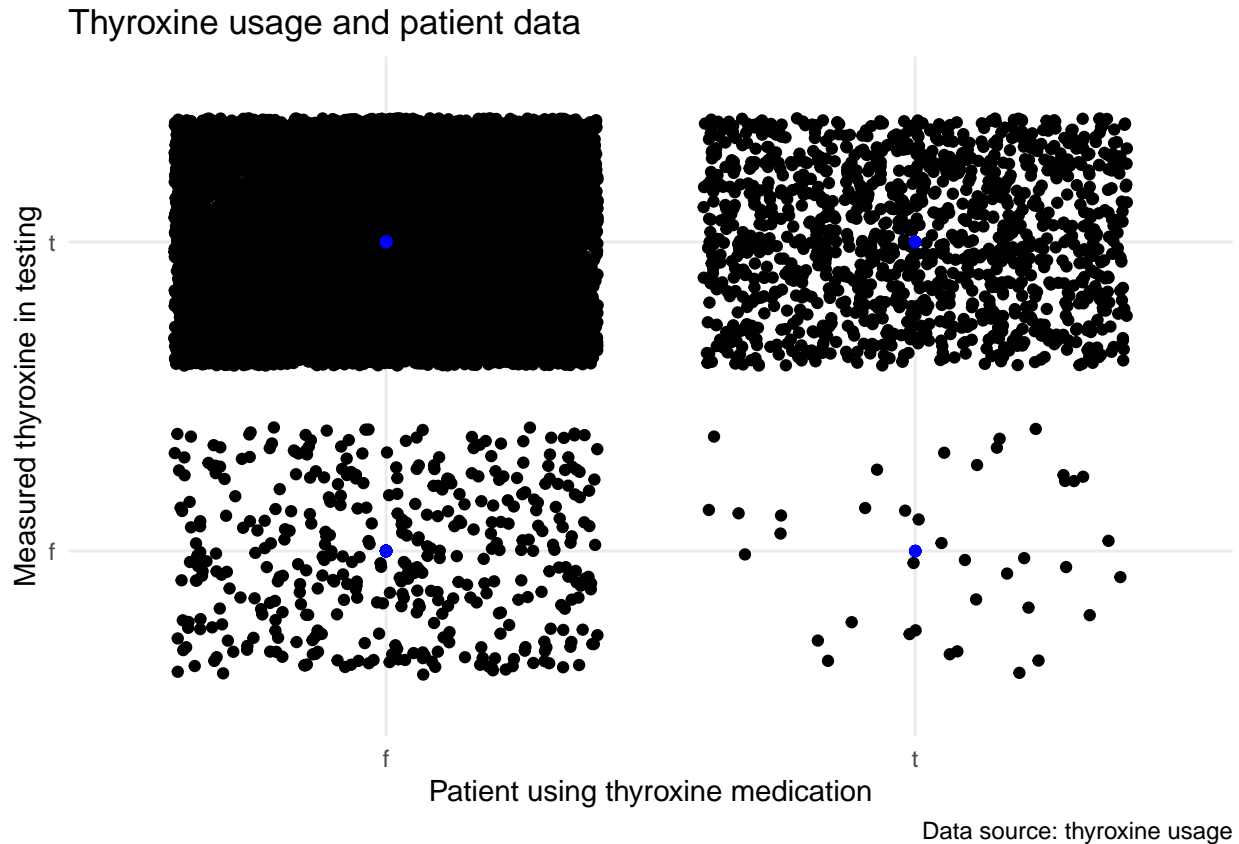 Thyroxine usage and patient data
Measured thyroxine in testing
t
f
f
t
Patient using thyroxine medication
Data source: thyroxine usage